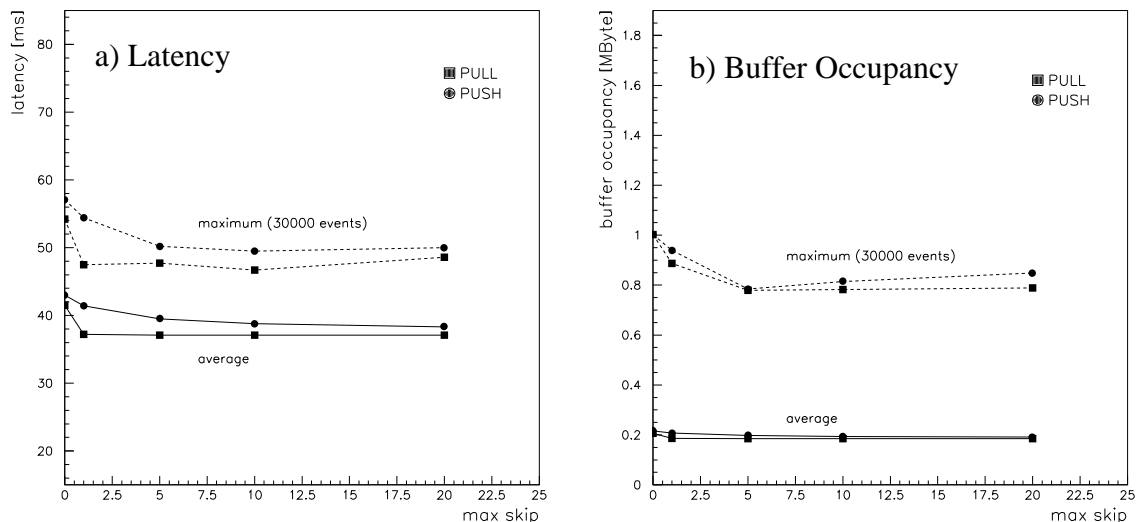 a) Latency
latency [ms]
PULL
PUSH
80
70
60
50
40
30
20
maximum (30000 events)
average
0
2.5
5
7.5
10
12.5
15
17.5
20
22.5
25
max skip
b) Buffer Occupancy
buffer occupancy [MByte]
PULL
PUSH
1.8
1.6
1.4
1.2
1
0.8
0.6
0.4
0.2
0
maximum (30000 events)
average
0
2.5
5
7.5
10
12.5
15
17.5
20
22.5
25
max skip